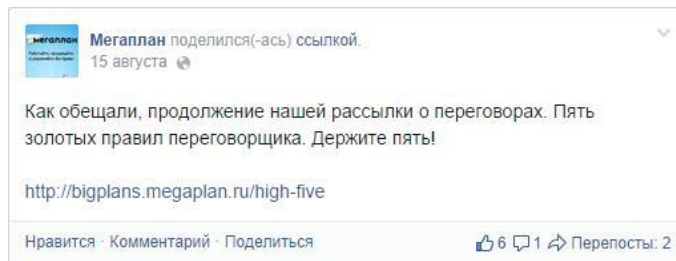 мегаплан
Мегаплан поделился(-ась) ссылкой.
15 августа
Как обещали, продолжение нашей рассылки о переговорах. Пять
золотых правил переговорщика. Держите пять!
http://bigplans.megaplan.ru/high-five
Нравится · Комментарий · Поделиться
6 1 Перепосты: 2